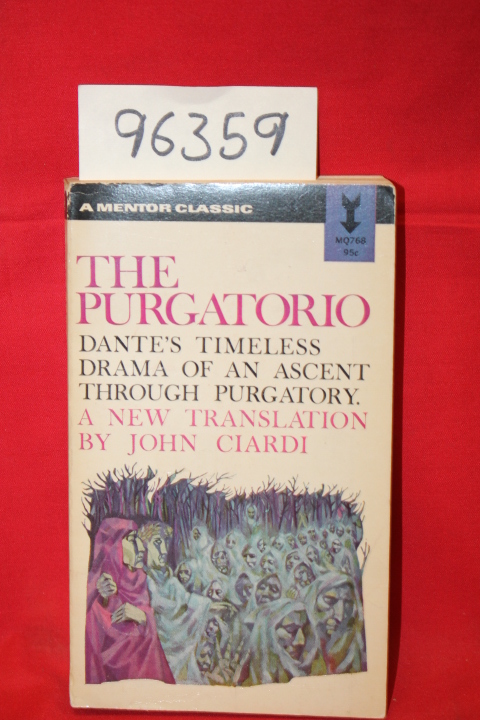 96359
A MENTOR CLASSIC
MQ768
95c
THE
PURGATORIO
DANTE'S TIMELESS
DRAMA OF AN ASCENT
THROUGH PURGATORY.
A NEW TRANSLATION
BY JOHN CIARDI